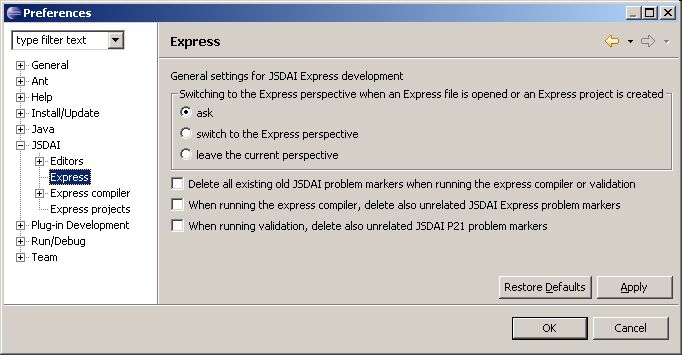 Preferences
type filter text
General
Ant
Help
Install/Update
Java
JSDAI
Editors
Express
Express compiler
Express projects
Plug-in Development
Run/Debug
Team
Express
General settings for JSDAI Express development
Switching to the Express perspective when an Express file is opened or an Express project is created
ask
switch to the Express perspective
leave the current perspective
Delete all existing old JSDAI problem markers when running the express compiler or validation
When running the express compiler, delete also unrelated JSDAI Express problem markers
When running validation, delete also unrelated JSDAI P21 problem markers
Restore Defaults
Apply
OK
Cancel